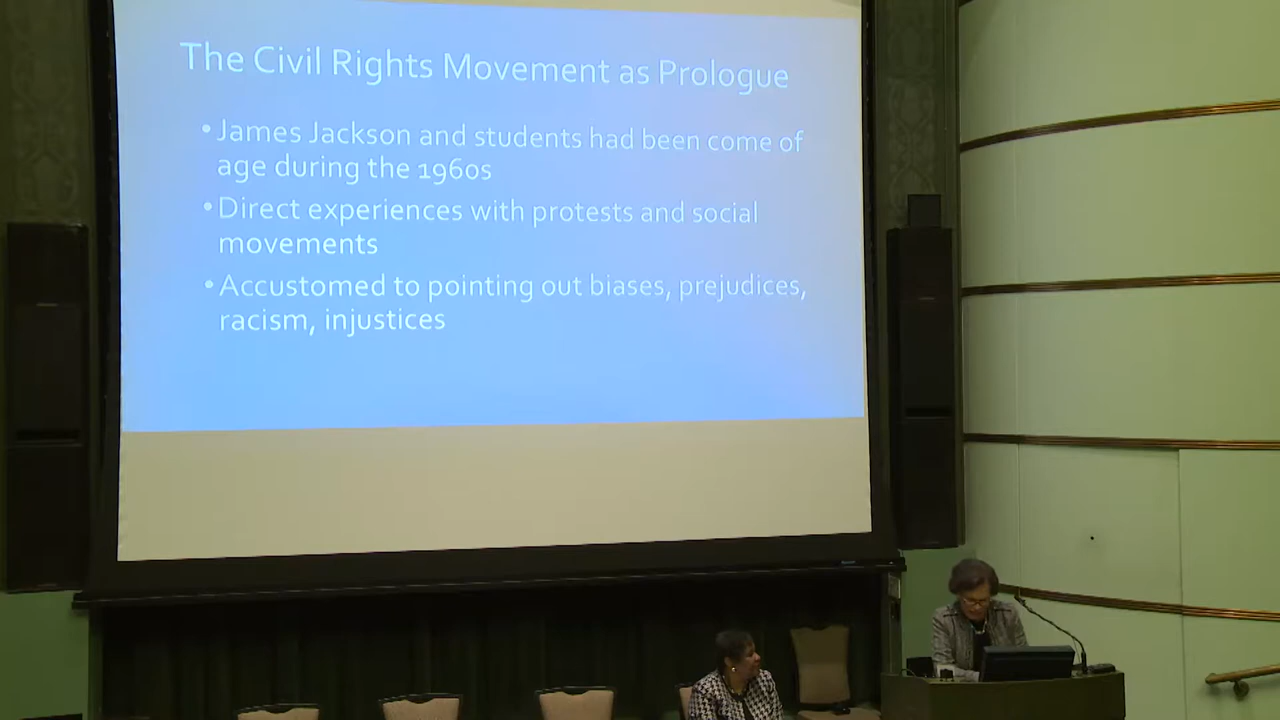 The Civil Rights Movement as Prologue
•James Jackson and students had been come of
age during the 1960s
•Direct experiences with protests and social
movements
•Accustomed to pointing out biases, prejudices,
racism, injustices